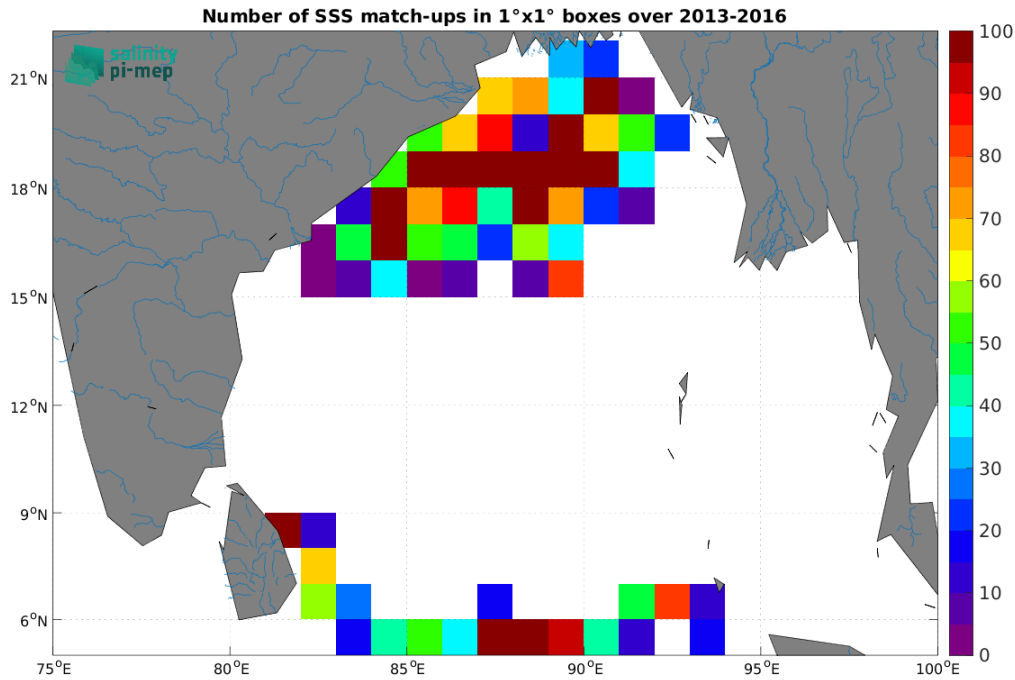 Number of SSS match-ups in 1°x1° boxes over 2013-2016
salinity
pi-mep
21°N
18°N
15°N
12°N
9°N
6°N
75°E
80°E
85°E
90°E
95°E
100°E
100
90
80
70
60
50
40
30
20
10
0